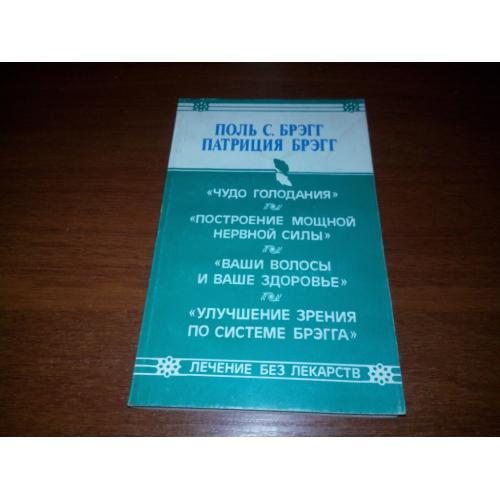 ПОЛЬ С. БРЭГГ
ПАТРИЦИЯ БРЭГГ
«ЧУДО ГОЛОДАНИЯ»
«ПОСТРОЕНИЕ МОЩНОЙ
НЕРВНОЙ СИЛЫ»
«ВАШИ ВОЛОСЫ
И ВАШЕ ЗДОРОВЬЕ»
«УЛУЧШЕНИЕ ЗРЕНИЯ
ПО СИСТЕМЕ БРЭГГА»
ЛЕЧЕНИЕ БЕЗ ЛЕКАРСТВ